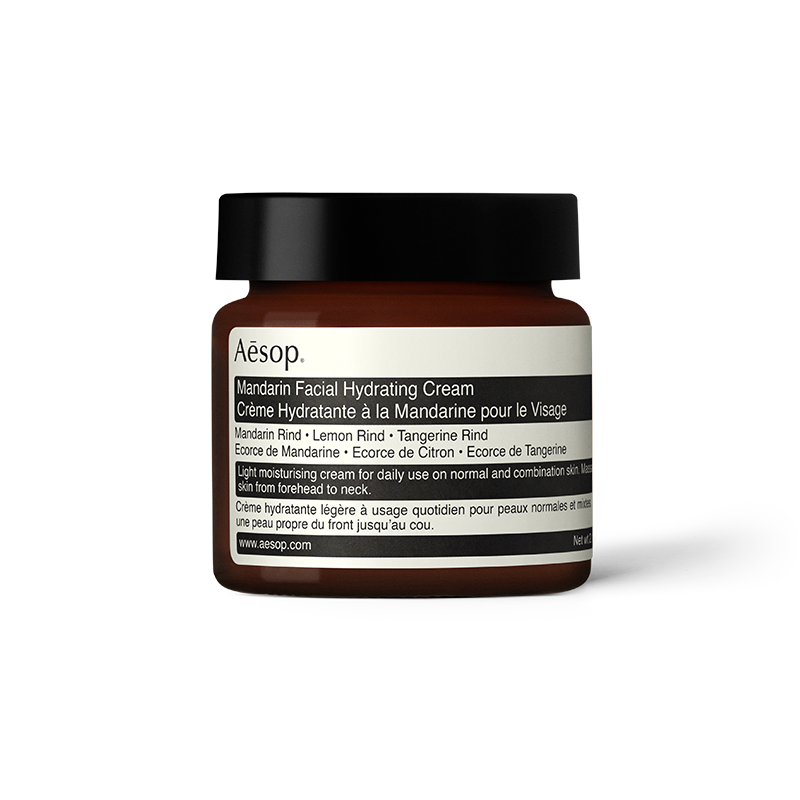 Aēsop.®
Mandarin Facial Hydrating Cream
Crème Hydratante à la Mandarine pour le Visage
Mandarin Rind • Lemon Rind • Tangerine Rind
Ecorce de Mandarine • Ecorce de Citron • Ecorce de Tangerine
Light moisturising cream for daily use on normal and combination skin.
skin from forehead to neck.
Crème hydratante légère à usage quotidien pour peaux normales et mixtes.
une peau propre du front jusqu'au cou.
www.aesop.com Net wt